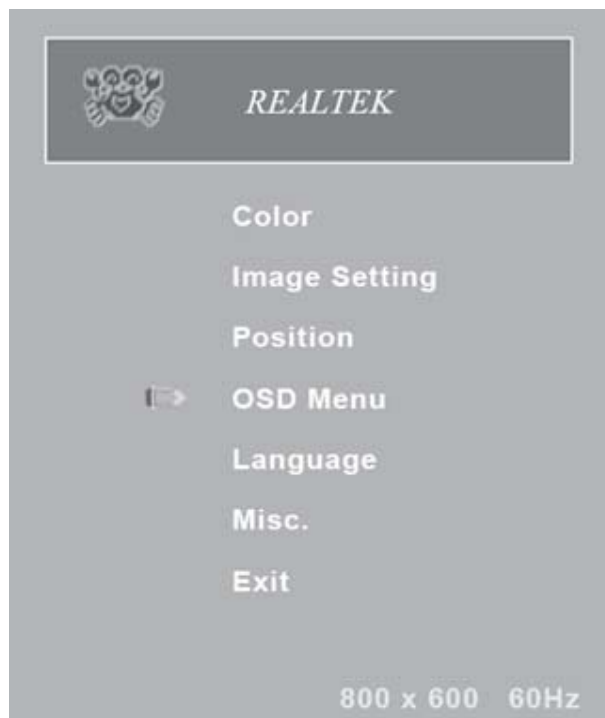 REALTEK
Color
Image Setting
Position
OSD Menu
Language
Misc.
Exit
800 x 600 60Hz